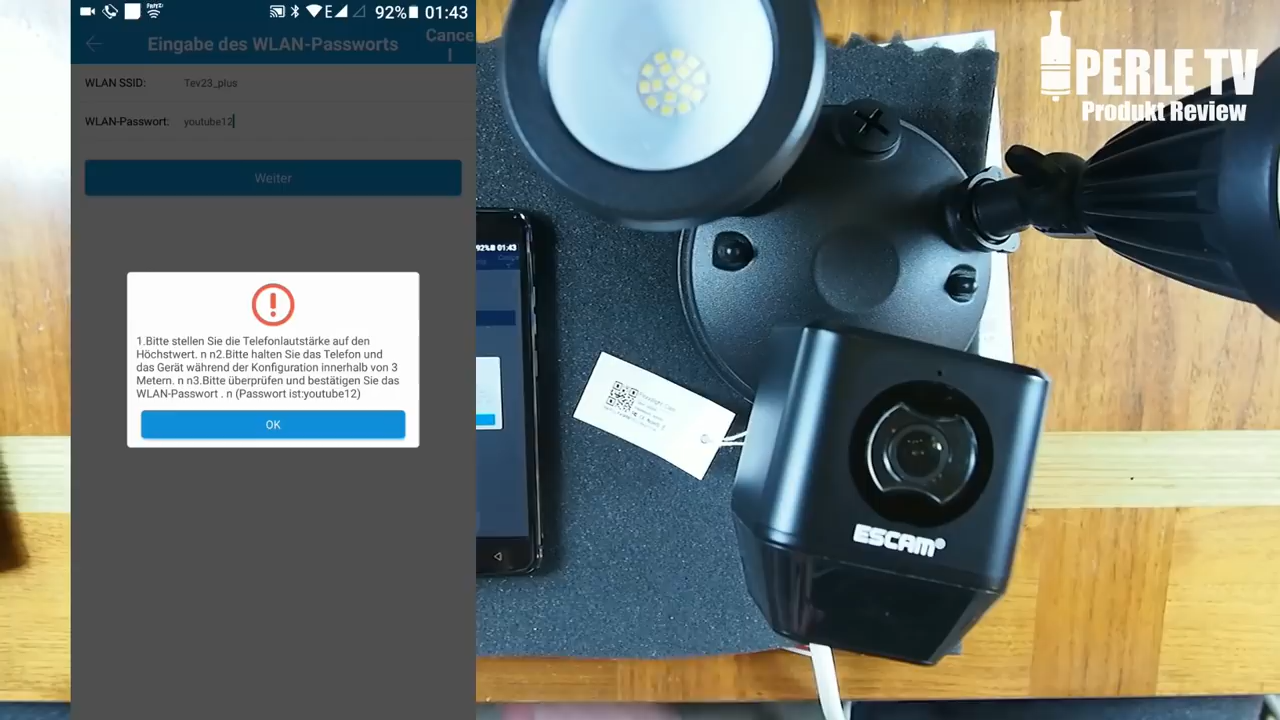 92% 01:43
Eingabe des WLAN-Passworts
Cance
l
WLAN SSID: Tev23_plus
WLAN-Passwort: youtube12
Weiter
1.Bitte stellen Sie die Telefonlautstärke auf den
Höchstwert. n n2.Bitte halten Sie das Telefon und
das Gerät während der Konfiguration innerhalb von 3
Metern. n n3.Bitte überprüfen und bestätigen Sie das
WLAN-Passwort . n (Passwort ist:youtube12)
OK
PERLE TV
Produkt Review
92% 01:43
ESCAM®